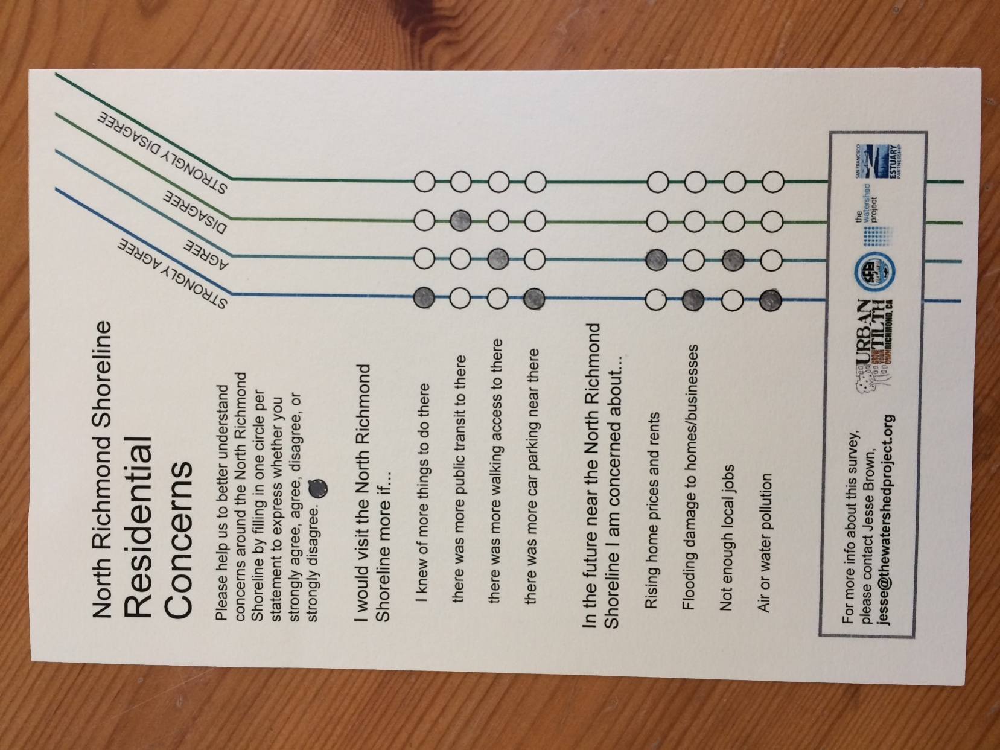 North Richmond Shoreline
Residential
Concerns
Please help us to better understand
concerns around the North Richmond
Shoreline by filling in one circle per
statement to express whether you
strongly agree, agree, disagree, or
strongly disagree.
STRONGLY AGREE
AGREE
DISAGREE
STRONGLY DISAGREE
I would visit the North Richmond
Shoreline more if...
I knew of more things to do there
there was more public transit to there
there was more walking access to there
there was more car parking near there
In the future near the North Richmond
Shoreline I am concerned about...
Rising home prices and rents
Flooding damage to homes/businesses
Not enough local jobs
Air or water pollution
For more info about this survey,
please contact Jesse Brown,
jesse@thewatershedproject.org
URBAN
TILTH
GROW
YOUR
OWN
RICHMOND, CA
SFEI
the
watershed
project
SAN FRANCISCO
ESTUARY
PARTNERSHIP